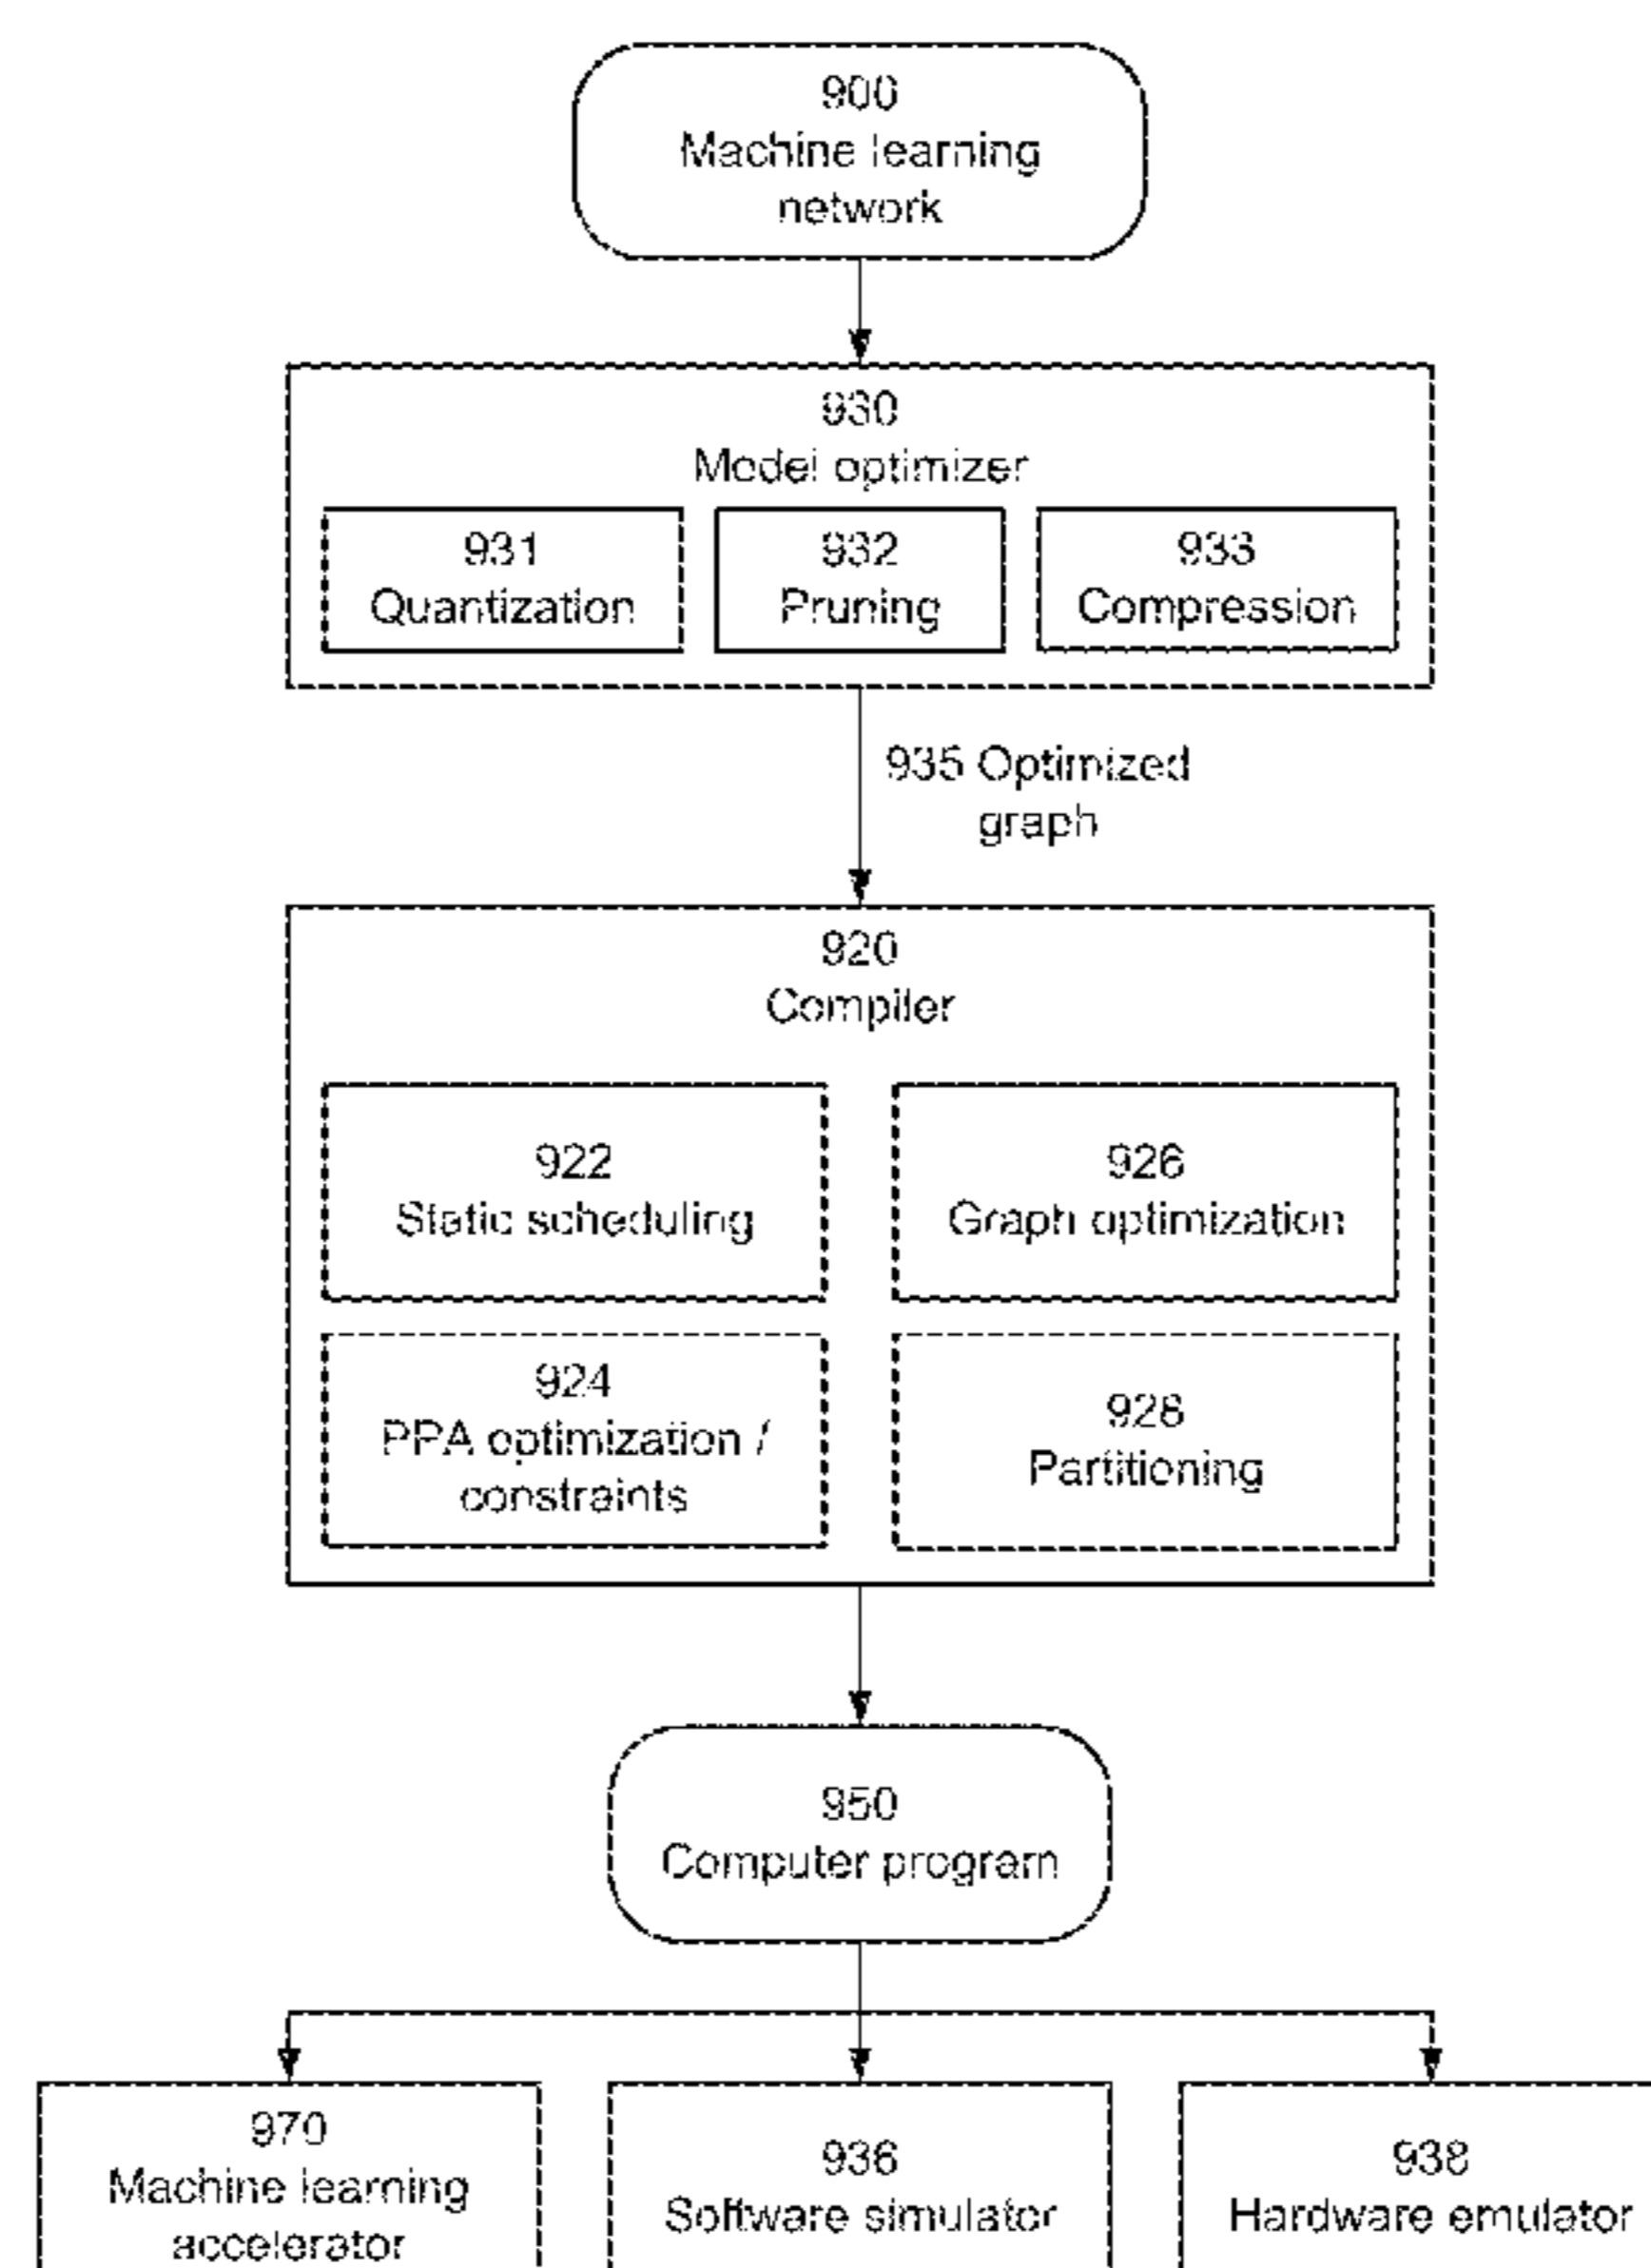 900
Machine learning
network
930
Model optimizer
931
Quantization
932
Pruning
933
Compression
935 Optimized
graph
920
Compiler
922
Static scheduling
926
Graph optimization
924
PPA optimization /
constraints
928
Partitioning
950
Computer program
970
Machine learning
accelerator
936
Software simulator
938
Hardware emulator